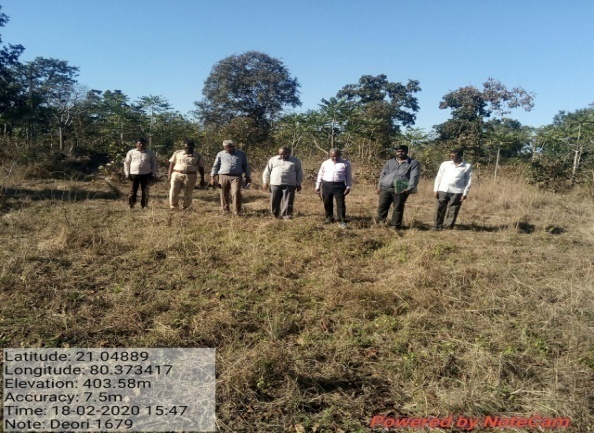 Latitude: 21.04889
Longitude: 80.373417
Elevation: 403.58m
Accuracy: 7.5m
Time: 18-02-2020 15:47
Note: Deori 1679
Powered by NoteCam